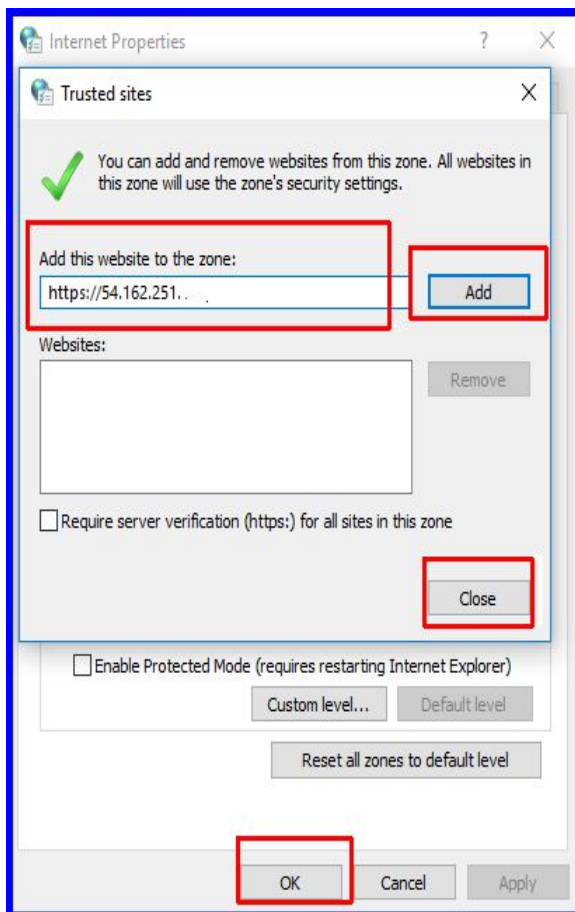 Internet Properties
Trusted sites
You can add and remove websites from this zone. All websites in
this zone will use the zone's security settings.
Add this website to the zone:
https://54.162.251. . .
Add
Websites:
Remove
Require server verification (https:) for all sites in this zone
Close
Enable Protected Mode (requires restarting Internet Explorer)
Custom level...
Default level
Reset all zones to default level
OK
Cancel
Apply